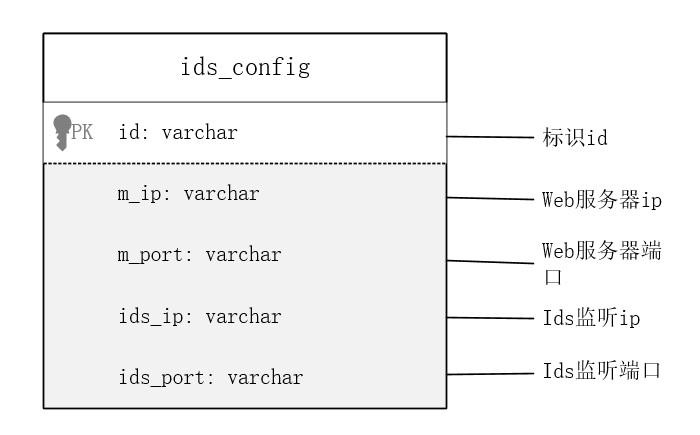 ids_config
PK id: varchar
标识id
m_ip: varchar
Web服务器ip
m_port: varchar
Web服务器端
口
ids_ip: varchar
Ids监听ip
ids_port: varchar
Ids监听端口